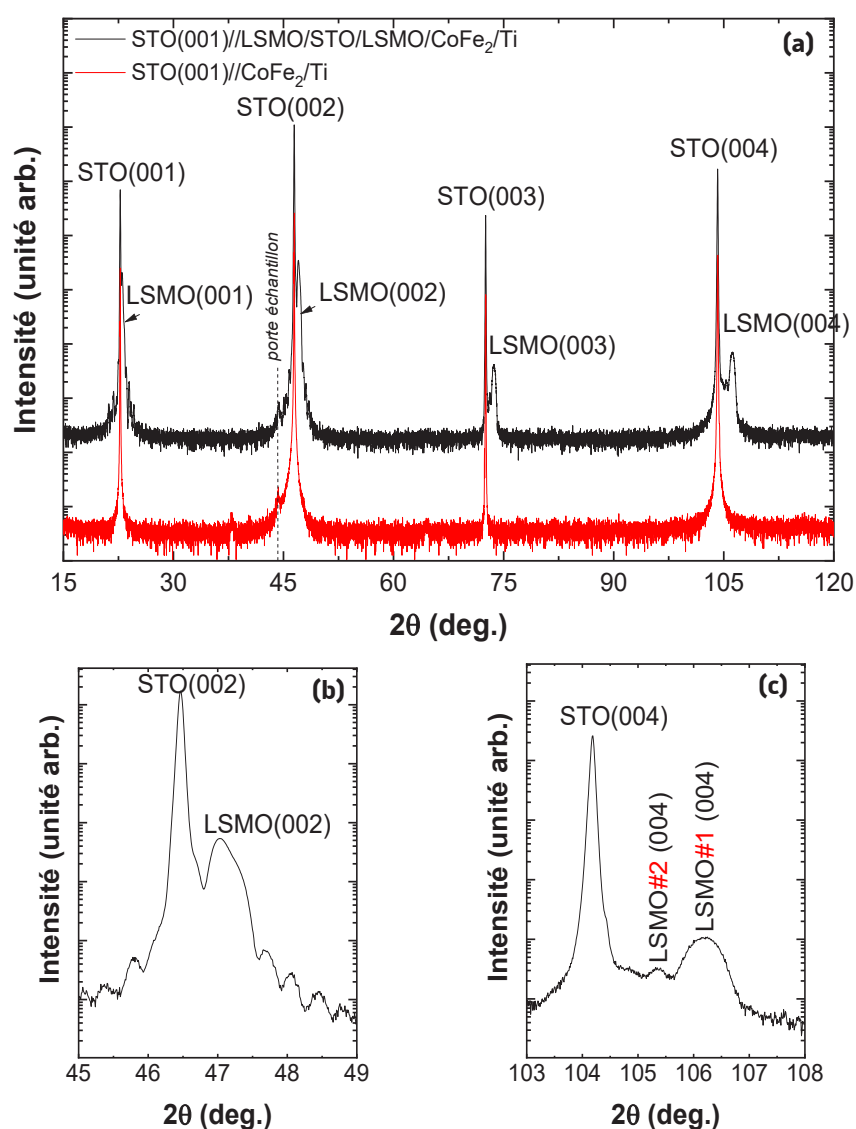 STO(001)//LSMO/STO/LSMO/CoFe₂/Ti
(a)
STO(001)//CoFe₂/Ti
STO(002)
STO(001)
STO(004)
STO(003)
porte échantillon
LSMO(001)
LSMO(002)
LSMO(003)
LSMO(004)
Intensité (unité arb.)
15 30 45 60 75 90 105 120
2θ (deg.)
STO(002)
(b)
LSMO(002)
Intensité (unité arb.)
45 46 47 48 49
2θ (deg.)
(c)
STO(004)
LSMO#2 (004)
LSMO#1 (004)
Intensité (unité arb.)
103 104 105 106 107 108
2θ (deg.)